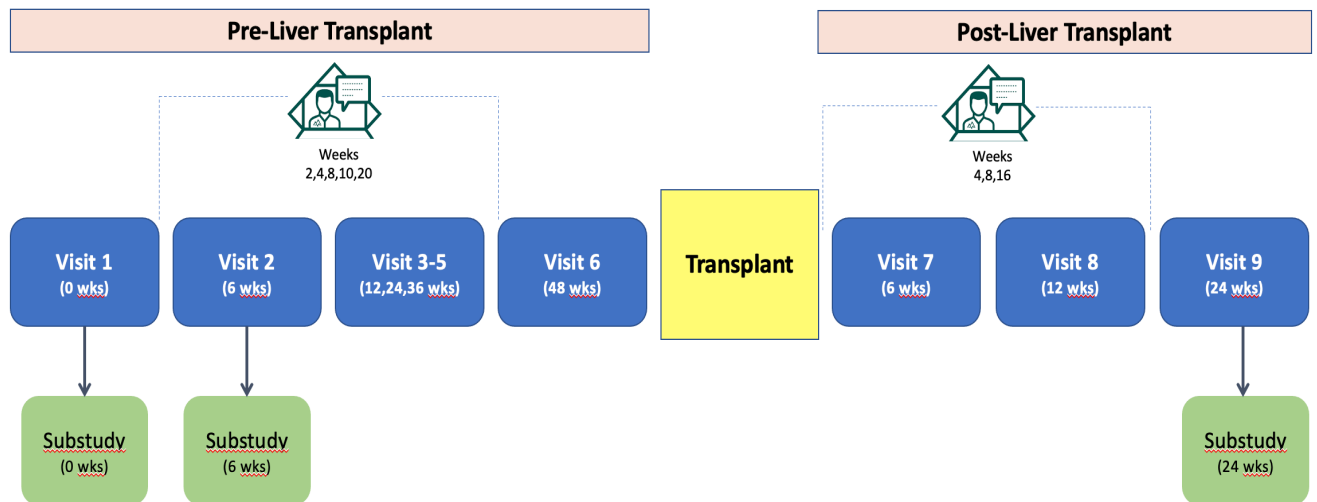 Pre-Liver Transplant
Post-Liver Transplant
Weeks
2,4,8,10,20
Weeks
4,8,16
Visit 1
(0 wks)
Visit 2
(6 wks)
Visit 3-5
(12,24,36 wks)
Visit 6
(48 wks)
Transplant
Visit 7
(6 wks)
Visit 8
(12 wks)
Visit 9
(24 wks)
Substudy
(0 wks)
Substudy
(6 wks)
Substudy
(24 wks)